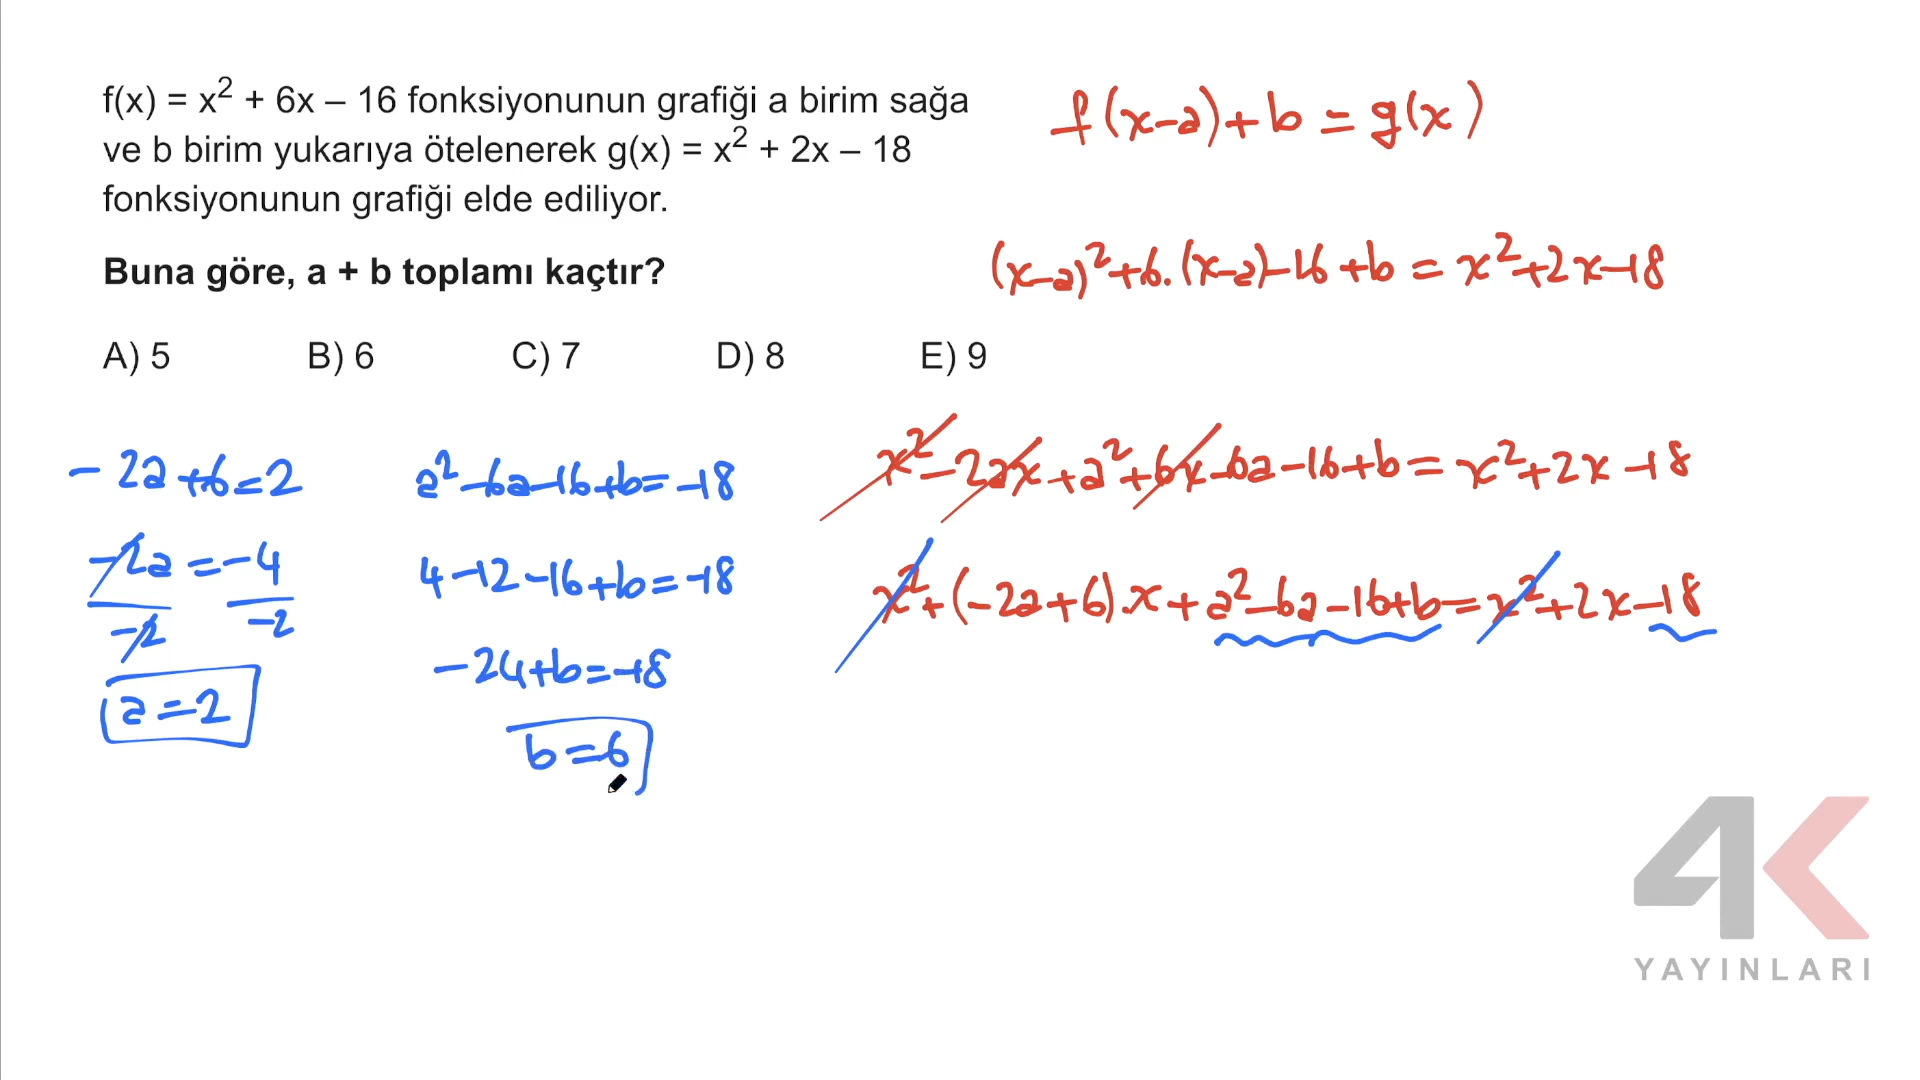 f(x) = x² + 6x – 16 fonksiyonunun grafiği a birim sağa
ve b birim yukarıya ötelenerek g(x) = x² + 2x – 18
fonksiyonunun grafiği elde ediliyor.
Buna göre, a + b toplamı kaçtır?
A) 5 B) 6 C) 7 D) 8 E) 9
f(x-a)+b=g(x)
(x-a)²+6.(x-a)-16+b=x²+2x-18
x²-2ax+a²+6x-6a-16+b=x²+2x-18
x²+(-2a+6).x+a²-6a-16+b=x²+2x-18
-2a+6=2
-2a=-4
-2 -2
a=2
a²-6a-16+b=-18
4-12-16+b=-18
-24+b=-18
b=6
4K
YAYINLARI